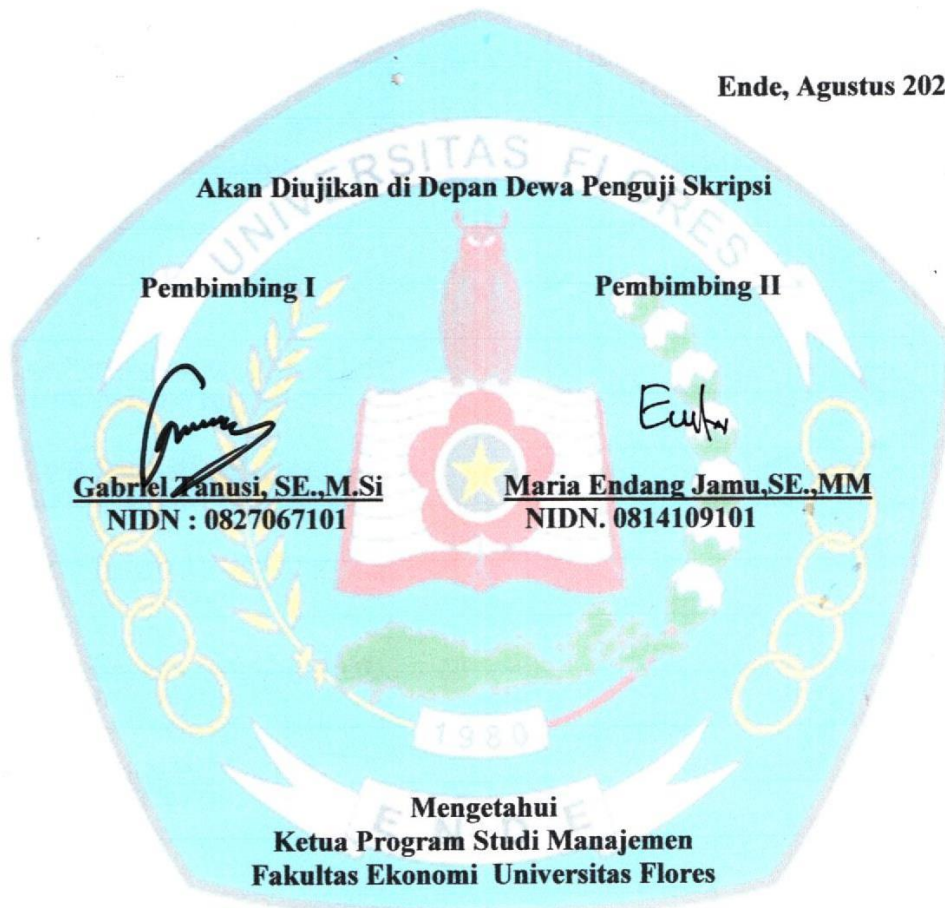 Ende, Agustus 202
UNIVERSITAS FLORES
Akan Diujikan di Depan Dewa Penguji Skripsi
Pembimbing I Pembimbing II
Gabriel Tanusi, SE.,M.Si Maria Endang Jamu,SE.,MM
NIDN : 0827067101 NIDN. 0814109101
1980
ENDE
Mengetahui
Ketua Program Studi Manajemen
Fakultas Ekonomi Universitas Flores